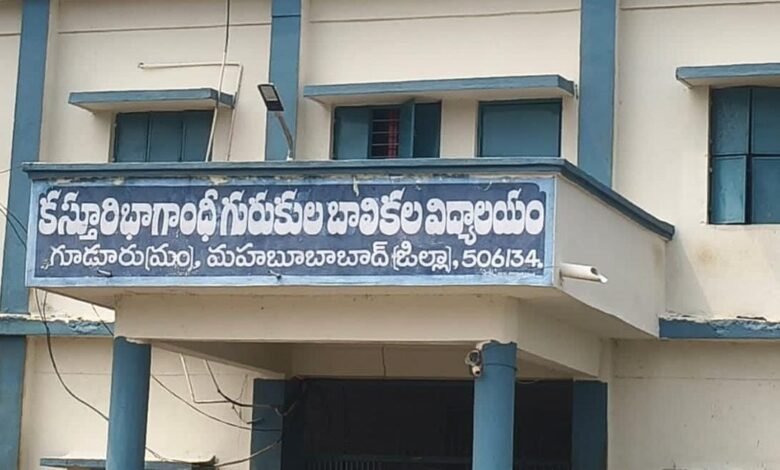 కస్తూరిభాగాంధీ గురుకుల బాలికల విద్యాలయం
గూడూరు(మం), మహబూబాబాద్ (జిల్లా), 506134,